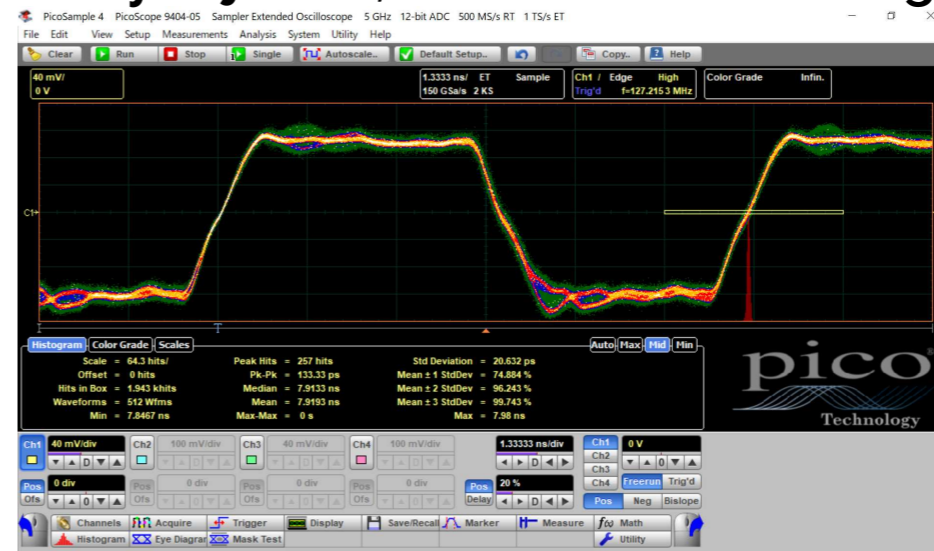 PicoSample 4 PicoScope 9404-05 Sampler Extended Oscilloscope 5 GHz 12-bit ADC 500 MS/s RT 1 TS/s ET
File Edit View Setup Measurements Analysis System Utility Help
Clear Run Stop Single Autoscale.. Default Setup.. Copy.. Help
40 mV/ 1.3333 ns/ ET Sample Ch1 / Edge High Color Grade Infin.
0 V 150 GSa/s 2 KS Trig'd f=127.215 3 MHz
C1
T
Histogram Color Grade Scales Auto Max Mid Min
Scale = 64.3 hits/ Peak Hits = 257 hits Std Deviation = 20.632 ps
Offset = 0 hits Pk-Pk = 133.33 ps Mean ± 1 StdDev = 74.884 %
Hits in Box = 1.943 khits Median = 7.9133 ns Mean ± 2 StdDev = 96.243 %
Waveforms = 512 Wfms Mean = 7.9193 ns Mean ± 3 StdDev = 99.743 %
Min = 7.8467 ns Max-Max = 0 s Max = 7.98 ns
pico
Technology
Ch1 40 mV/div Ch2 100 mV/div Ch3 40 mV/div Ch4 100 mV/div 1.33333 ns/div Ch1 0 V
D D D D D Ch2 0
Ch3
Pos 0 div Pos 0 div Pos 0 div Pos 0 div Pos 20 % Ch4 Freerun Trig'd
Ofs 0 Ofs 0 Ofs 0 Ofs 0 Delay D Pos Neg Bislope
Channels Acquire Trigger Display Save/Recall Marker Measure f∞ Math
Histogram Eye Diagrar Mask Test Utility